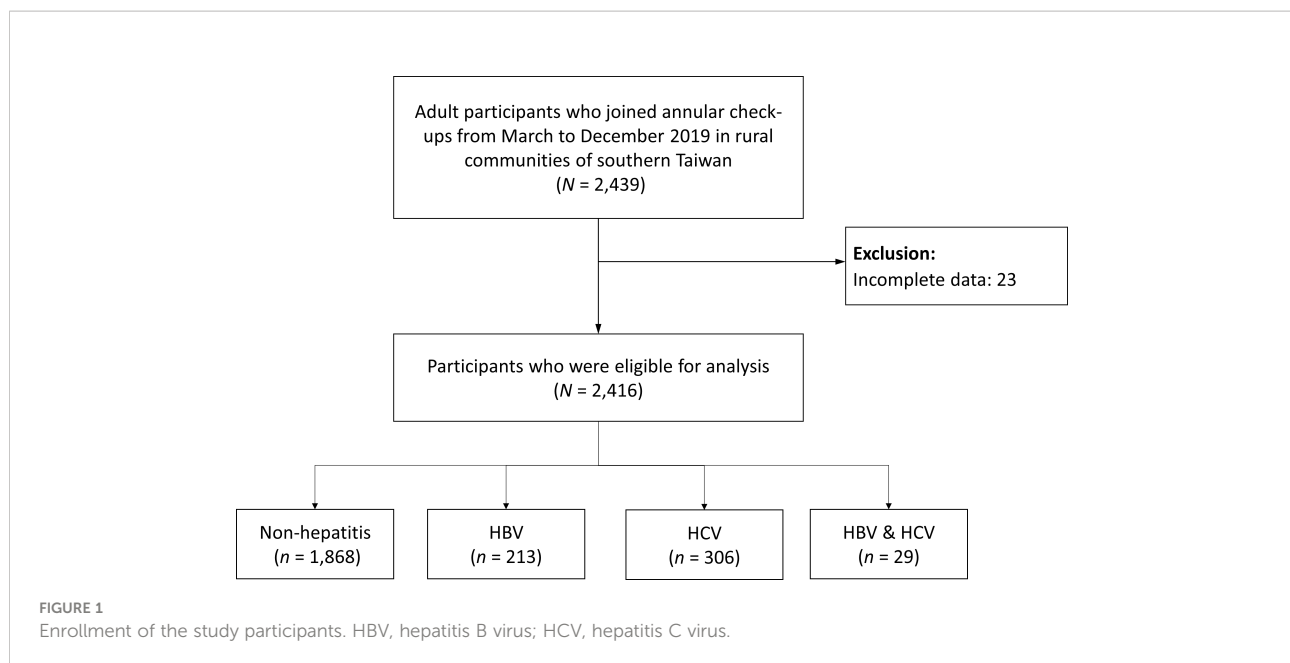 Adult participants who joined annular check-
ups from March to December 2019 in rural
communities of southern Taiwan
(N = 2,439)
Exclusion:
Incomplete data: 23
Participants who were eligible for analysis
(N = 2,416)
Non-hepatitis
(n = 1,868)
HBV
(n = 213)
HCV
(n = 306)
HBV & HCV
(n = 29)
FIGURE 1
Enrollment of the study participants. HBV, hepatitis B virus; HCV, hepatitis C virus.